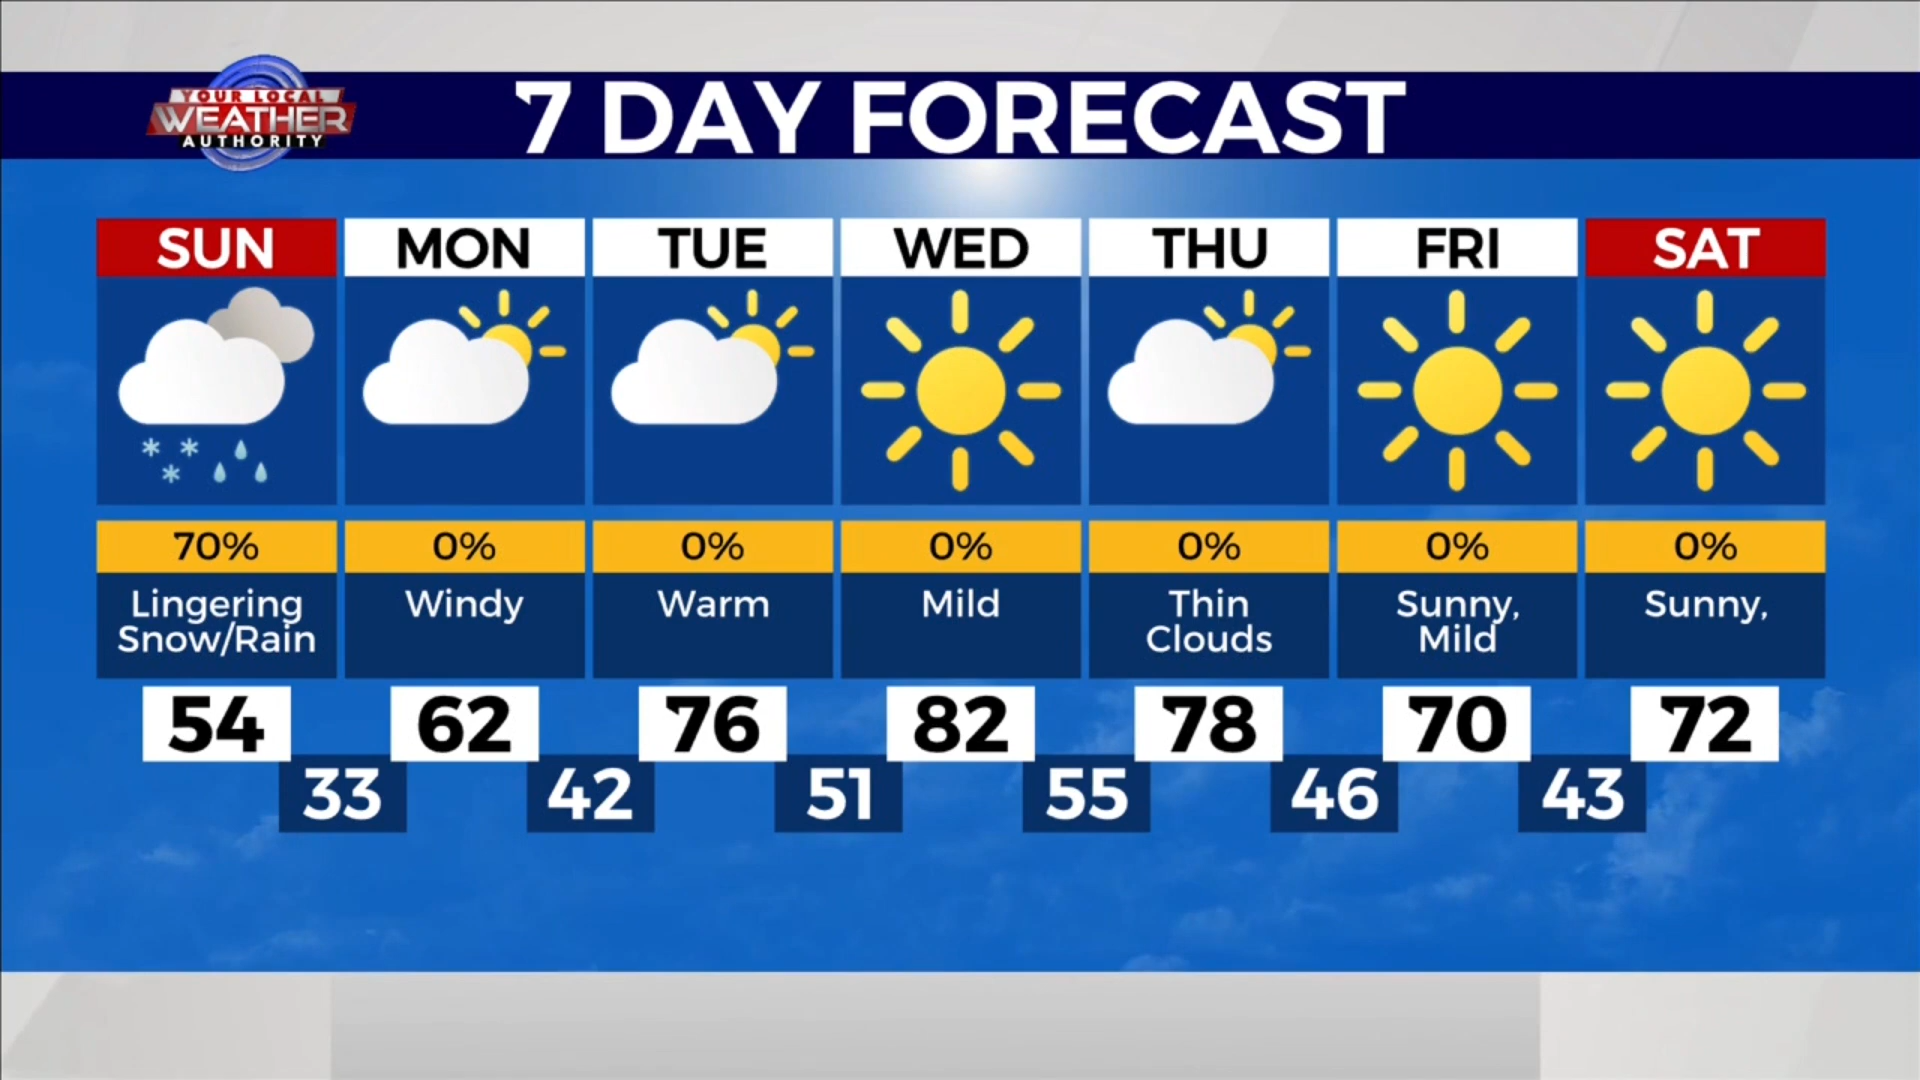 YOUR LOCAL
WEATHER
AUTHORITY
7 DAY FORECAST
SUN MON TUE WED THU FRI SAT
70% 0% 0% 0% 0% 0% 0%
Lingering
Snow/Rain
Windy
Warm
Mild
Thin
Clouds
Sunny,
Mild
Sunny,
54 62 76 82 78 70 72
33 42 51 55 46 43